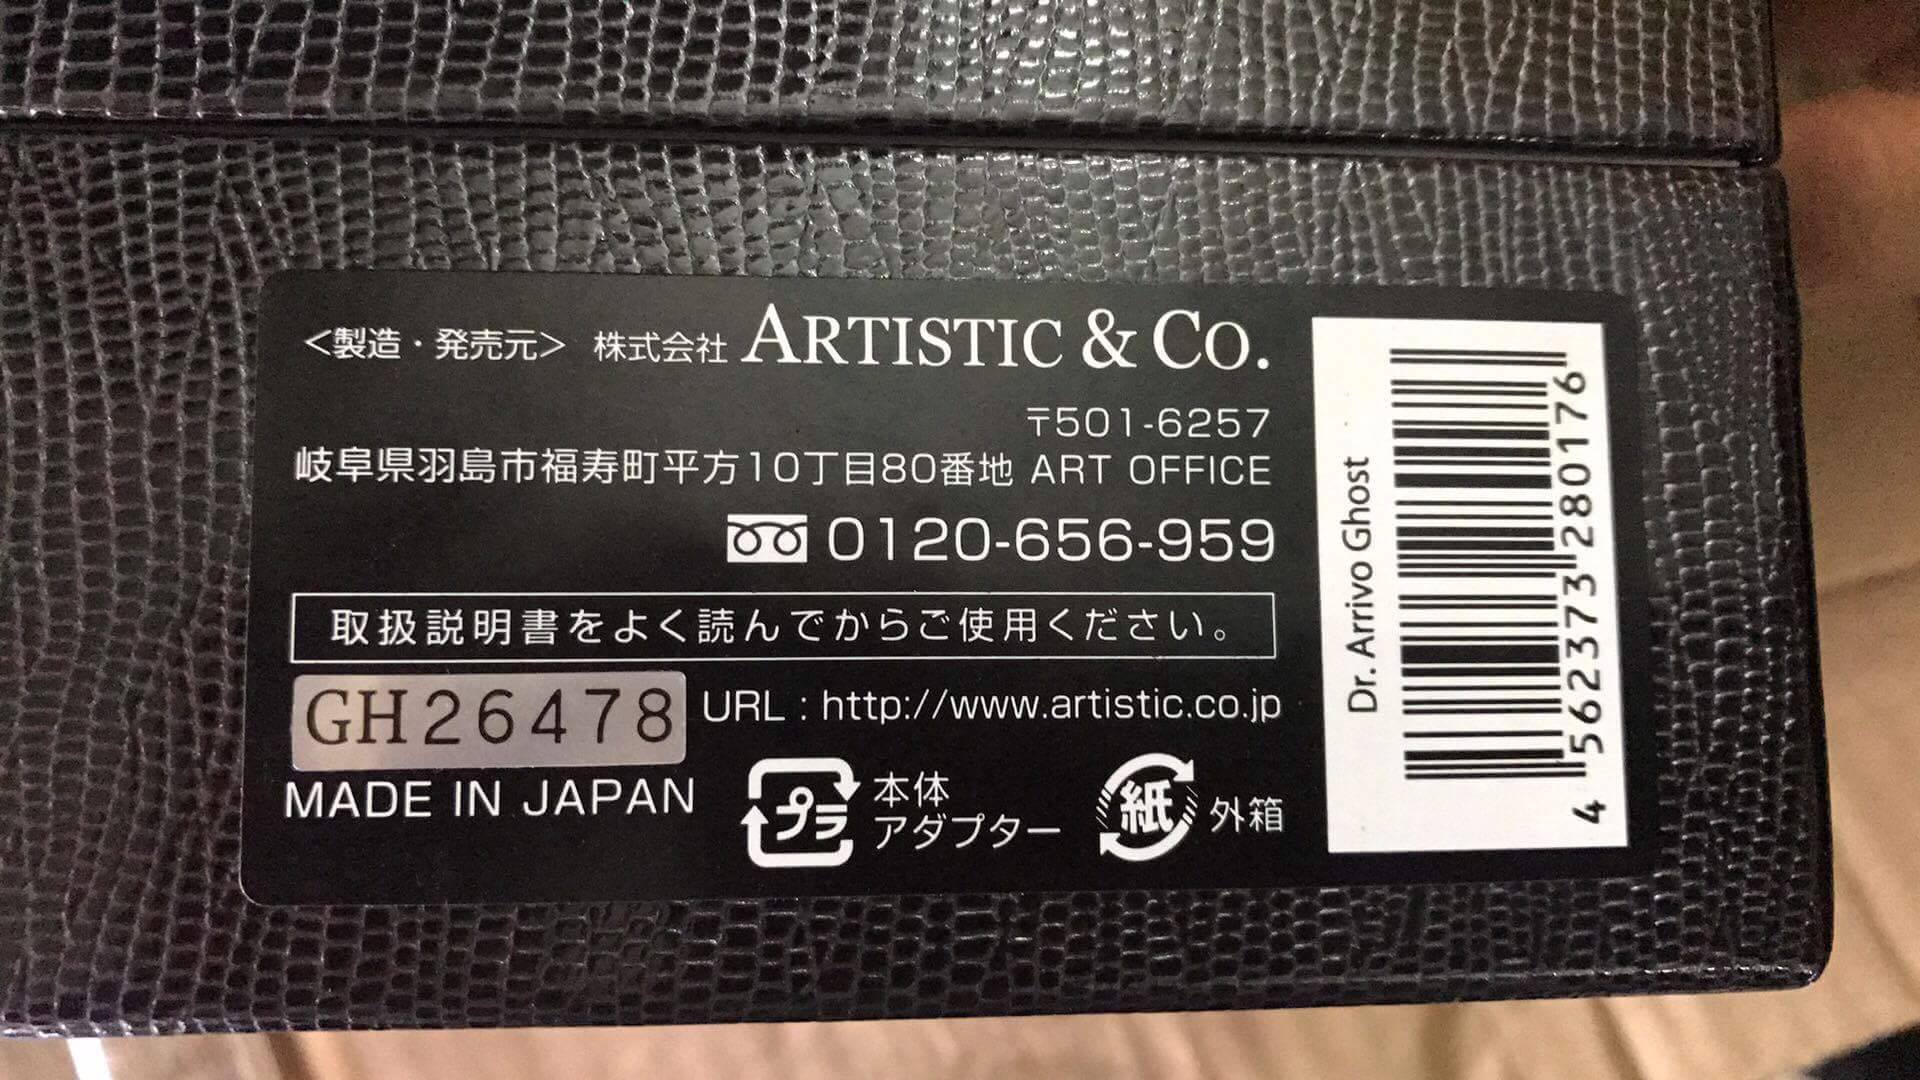 <製造・発売元> 株式会社 ARTISTIC & CO.
〒501-6257
岐阜県羽島市福寿町平方10丁目80番地 ART OFFICE
0120-656-959
取扱説明書をよく読んでからご使用ください。
GH26478 URL : http://www.artistic.co.jp
MADE IN JAPAN
プラ 本体
アダプター
紙 外箱
Dr. Arrivo Ghost
4 562373 280176